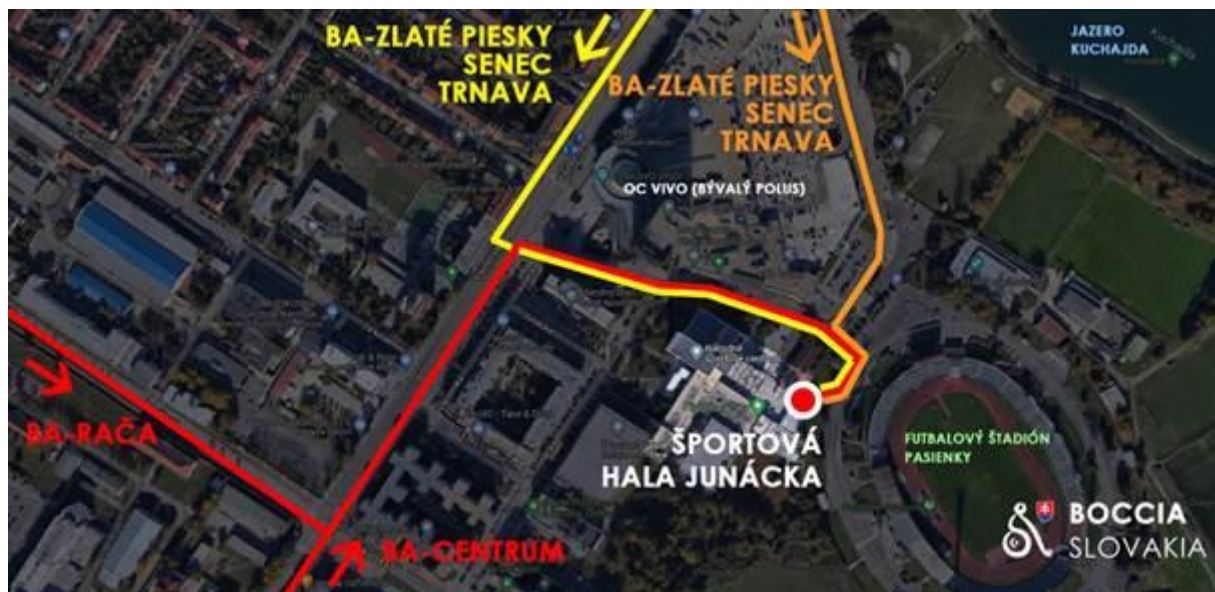 BA-ZLATÉ PIESKY
SENEC
TRNAVA
BA-ZLATÉ PIESKY
SENEC
TRNAVA
JAZERO
KUCHAJDA
Kuchajda
OC VIVO (BÝVALÝ POLUS)
BA-RAČA
BA-CENTRUM
ŠPORTOVÁ
HALA JUNÁCKA
FUTBALOVÝ ŠTADIÓN
PASIENKY
BOCCIA
SLOVAKIA